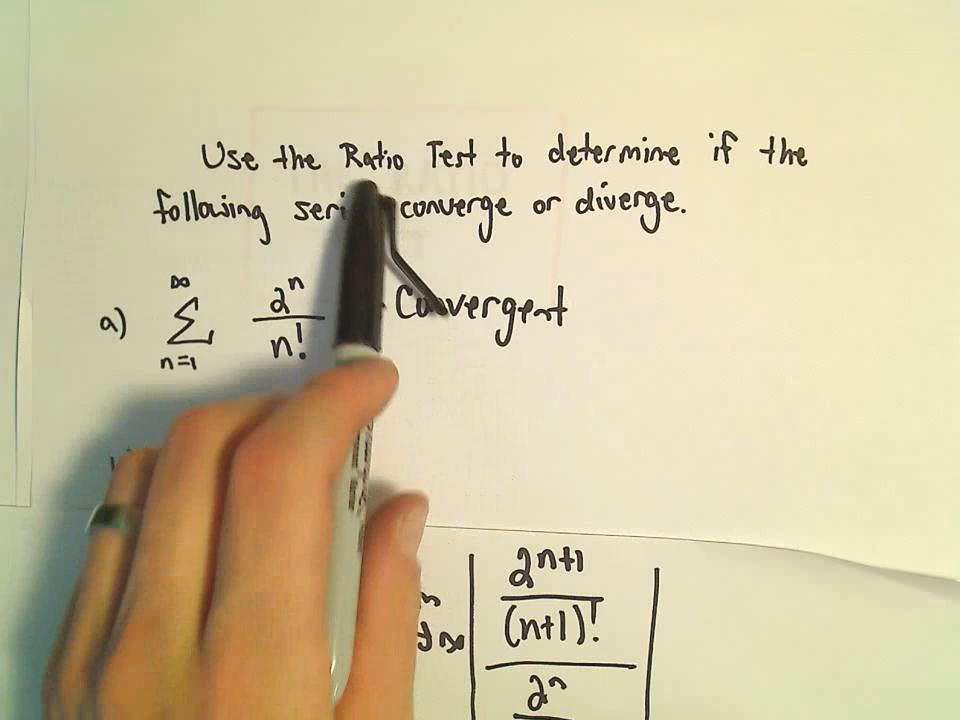 Use the Ratio Test to determine if the
following converge or diverge.
a) ∞ Σ n=1 2^n / n! Convergent
| 2^{n+1} / (n+1)!
2^n